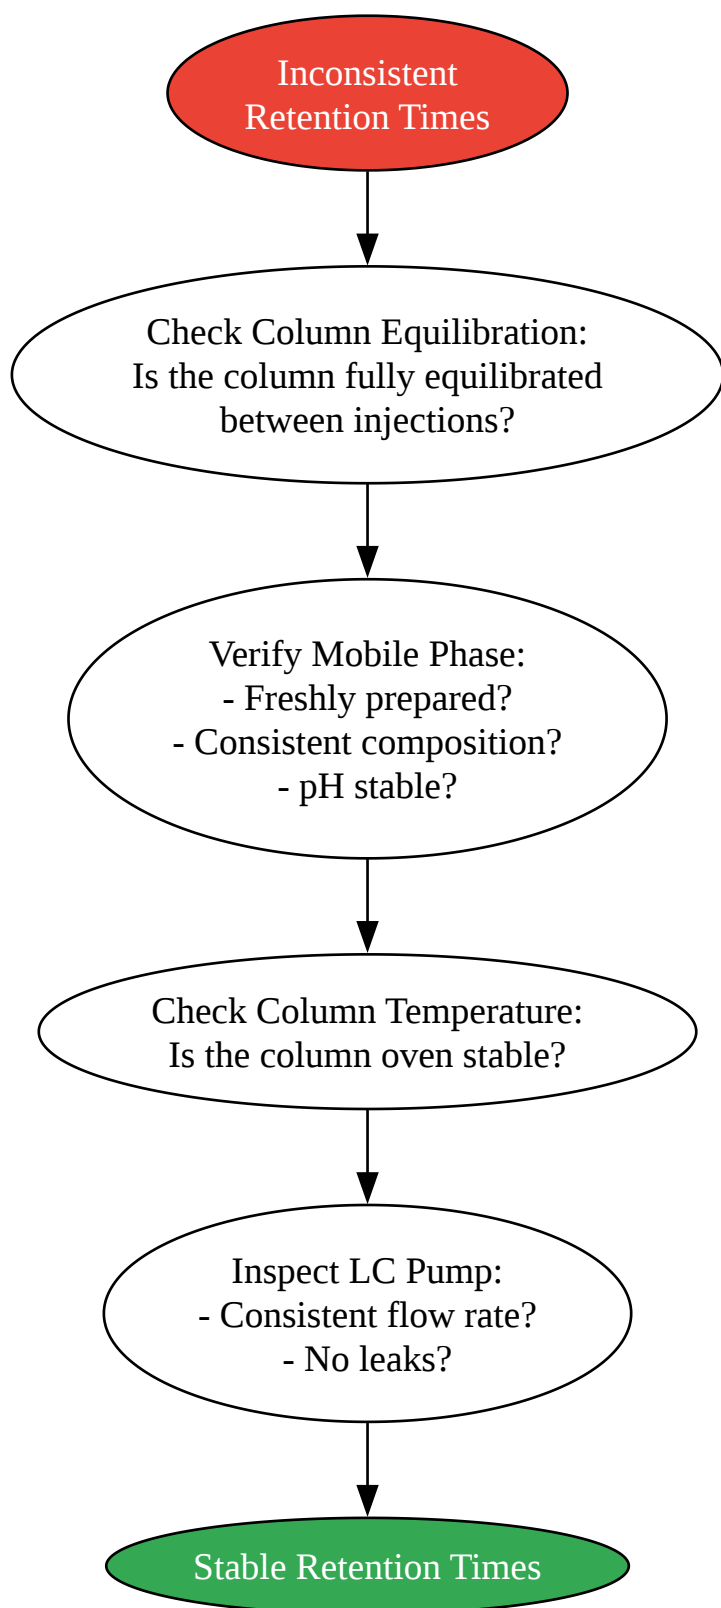 Inconsistent
Retention Times
Check Column Equilibration:
Is the column fully equilibrated
between injections?
Verify Mobile Phase:
- Freshly prepared?
- Consistent composition?
- pH stable?
Check Column Temperature:
Is the column oven stable?
Inspect LC Pump:
- Consistent flow rate?
- No leaks?
Stable Retention Times